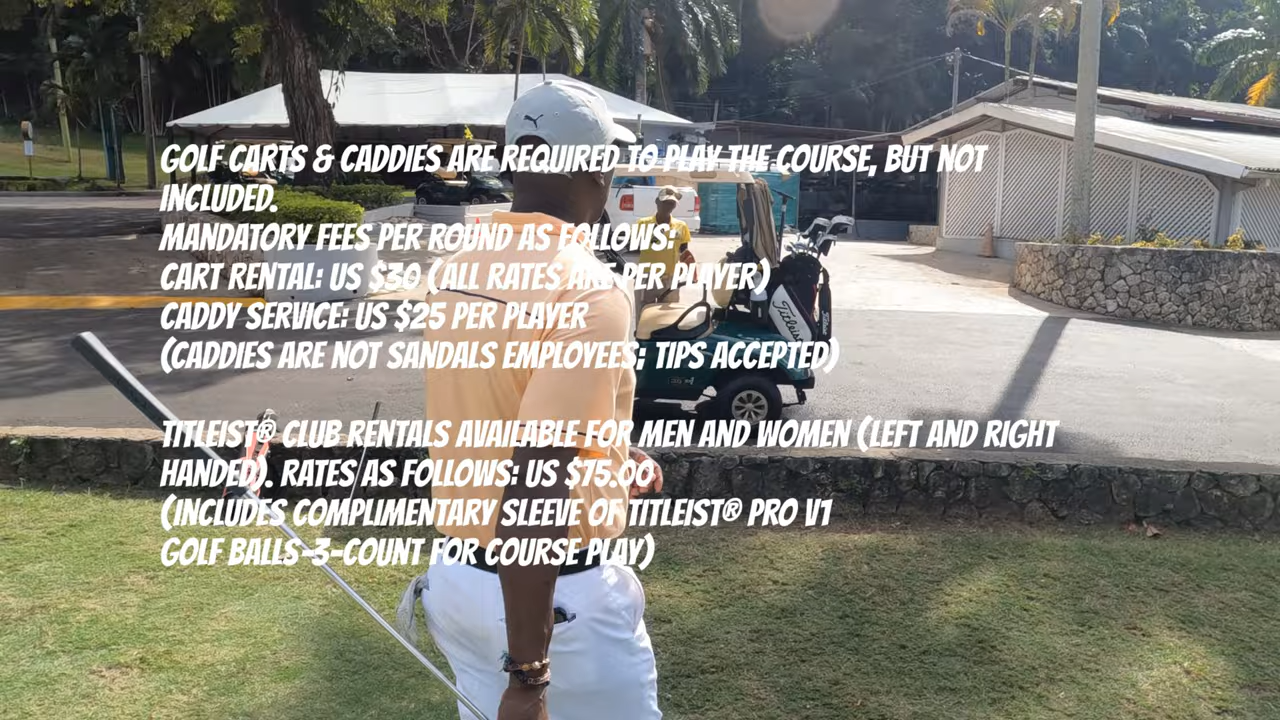 GOLF CARTS & CADDIES ARE REQUIRED TO PLAY THE COURSE, BUT NOT
INCLUDED.
MANDATORY FEES PER ROUND AS FOLLOWS:
CART RENTAL: US $30 (ALL RATES ARE PER PLAYER)
CADDY SERVICE: US $25 PER PLAYER
(CADDIES ARE NOT SANDALS EMPLOYEES; TIPS ACCEPTED)
TITLEIST® CLUB RENTALS AVAILABLE FOR MEN AND WOMEN (LEFT AND RIGHT
HANDED). RATES AS FOLLOWS: US $75.00
(INCLUDES COMPLIMENTARY SLEEVE OF TITLEIST® PRO V1
GOLF BALLS-3-COUNT FOR COURSE PLAY)
Titleist